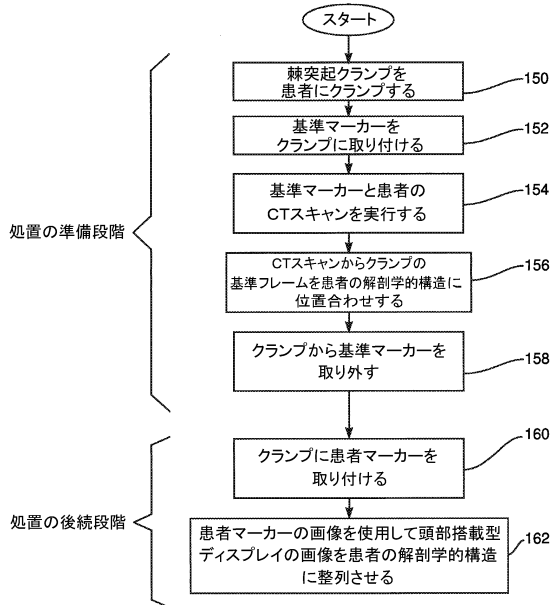 スタート
棘突起クランプを
患者にクランプする
150
基準マーカーを
クランプに取り付ける
152
基準マーカーと患者の
CTスキャンを実行する
154
処置の準備段階
CTスキャンからクランプの
基準フレームを患者の解剖学的構造に
位置合わせする
156
クランプから基準マーカーを
取り外す
158
クランプに患者マーカーを
取り付ける
160
処置の後続段階
患者マーカーの画像を使用して頭部搭載型
ディスプレイの画像を患者の解剖学的構造
に整列させる
162